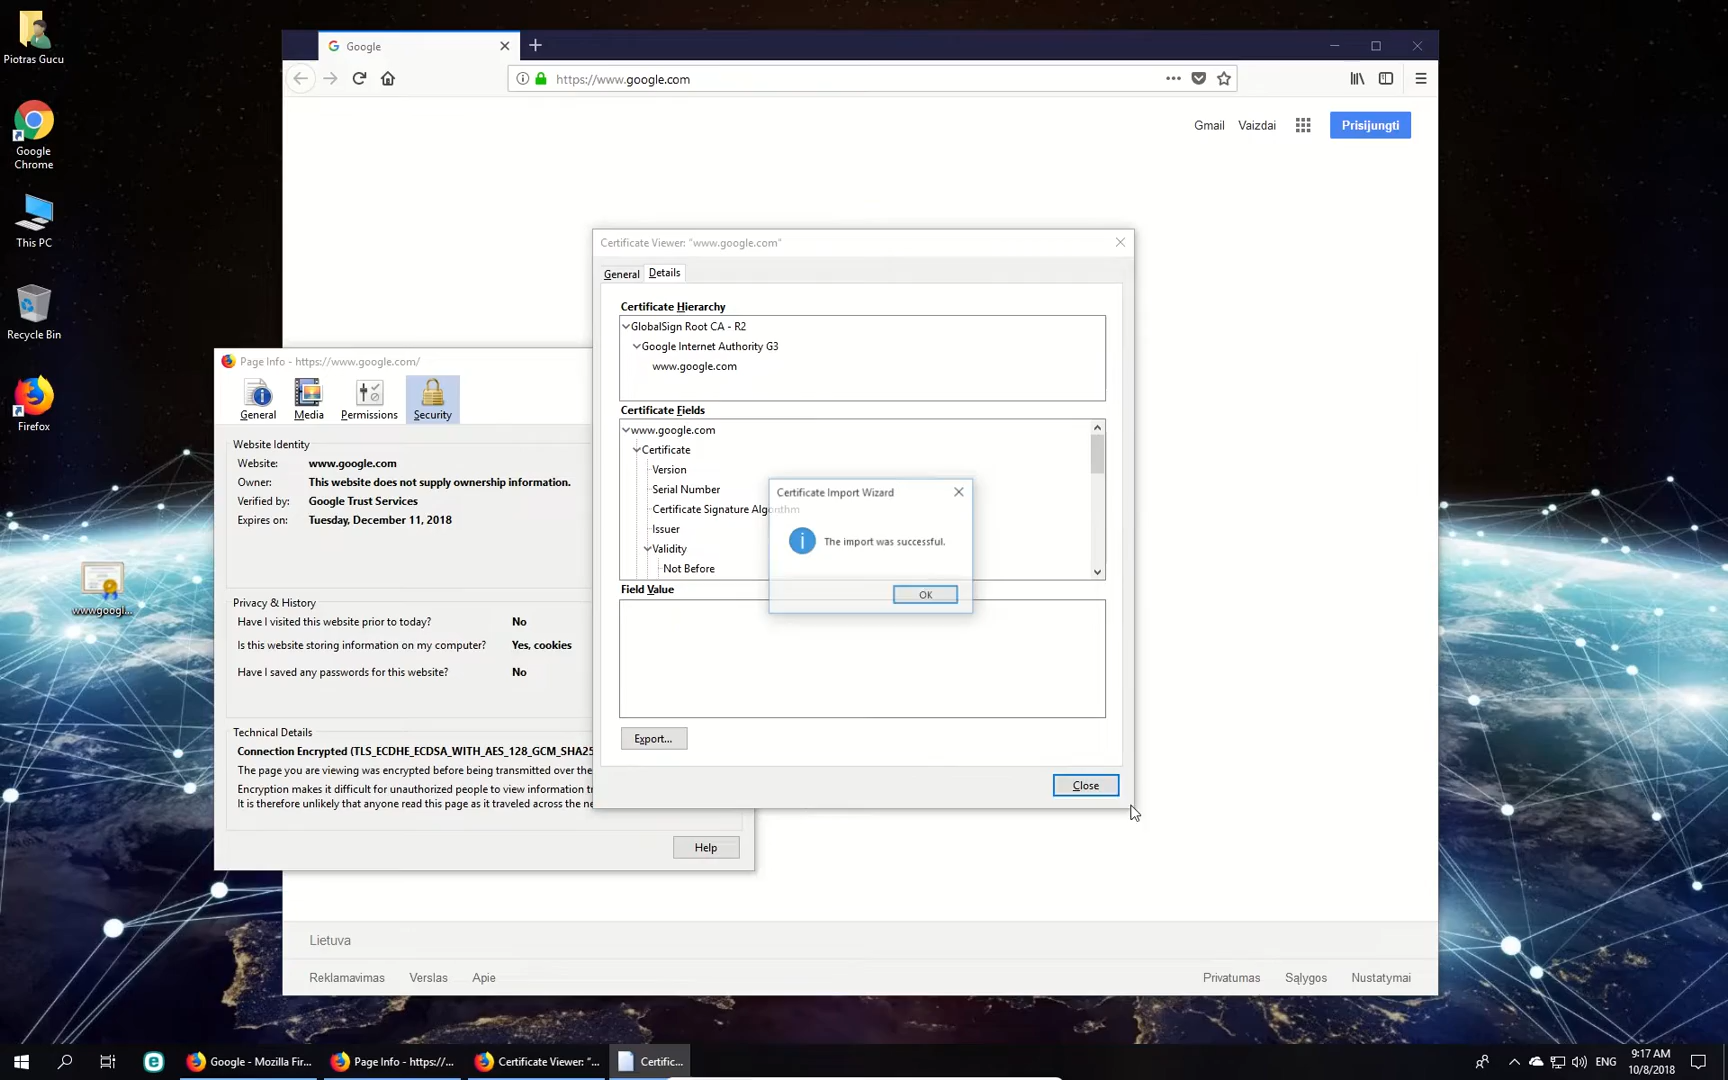 Piotras Gucu
Google
Chrome
This PC
Recycle Bin
Firefox
www.googl...
Google
https://www.google.com
Gmail
Vaizdai
Prisijungti
Certificate Viewer: "www.google.com"
General
Details
Certificate Hierarchy
GlobalSign Root CA - R2
Google Internet Authority G3
www.google.com
Certificate Fields
www.google.com
Certificate
Version
Serial Number
Certificate Signature Algorithm
Issuer
Validity
Not Before
Field Value
Export...
Close
Certificate Import Wizard
The import was successful.
OK
Page Info - https://www.google.com/
General
Media
Permissions
Security
Website Identity
Website: www.google.com
Owner: This website does not supply ownership information.
Verified by: Google Trust Services
Expires on: Tuesday, December 11, 2018
Privacy & History
Have I visited this website prior to today? No
Is this website storing information on my computer? Yes, cookies
Have I saved any passwords for this website? No
Technical Details
Connection Encrypted (TLS_ECDHE_ECDSA_WITH_AES_128_GCM_SHA25
The page you are viewing was encrypted before being transmitted over the
Encryption makes it difficult for unauthorized people to view information tr
It is therefore unlikely that anyone read this page as it traveled across the ne
Help
Lietuva
Reklamavimas
Verslas
Apie
Privatumas
Sąlygos
Nustatymai
Google - Mozilla Fir...
Page Info - https://...
Certificate Viewer: "...
Certific...
ENG
9:17 AM
10/8/2018